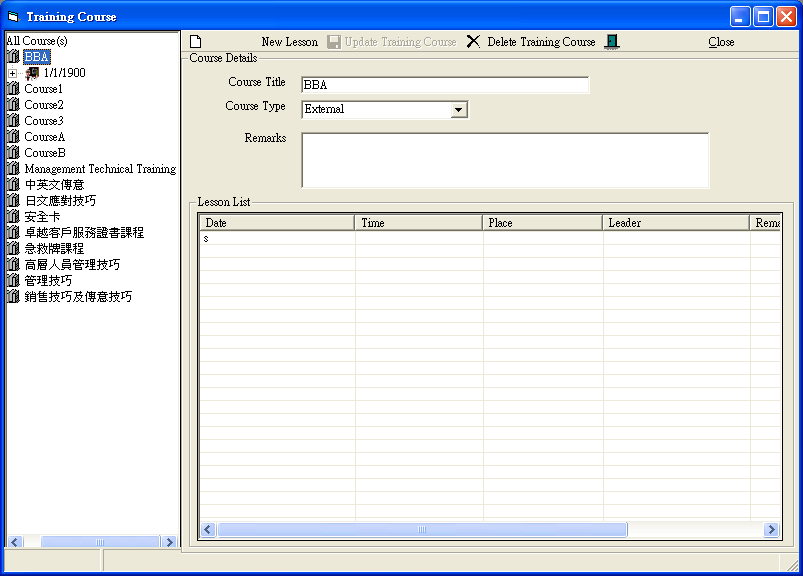 Training Course
All Course(s)
BBA
1/1/1900
Course1
Course2
Course3
CourseA
CourseB
Management Technical Training
中英文傳意
日文應對技巧
安全卡
卓越客戶服務證書課程
急救牌課程
高層人員管理技巧
管理技巧
銷售技巧及傳意技巧
New Lesson Update Training Course Delete Training Course Close
Course Details
Course Title BBA
Course Type External
Remarks
Lesson List
Date Time Place Leader Rema
s